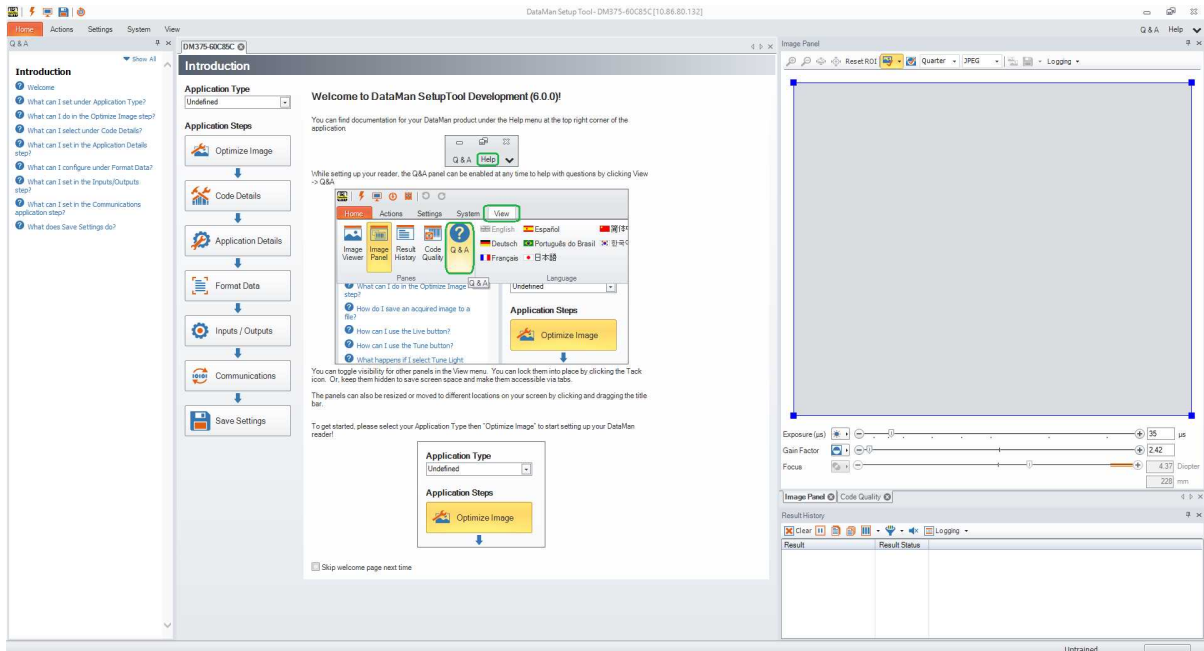 DataMan Setup Tool - DM375-60C85C [10.86.80.132]
Home Actions Settings System View
Q & A Help
Q & A
Show All
Introduction
Welcome
What can I set under Application Type?
What can I do in the Optimize Image step?
What can I select under Code Details?
What can I set in the Application Details
step?
What can I configure under Format Data?
What can I set in the Inputs/Outputs
step?
What can I set in the Communications
application step?
What does Save Settings do?
DM375-60C85C
Introduction
Application Type
Undefined
Application Steps
Optimize Image
Code Details
Application Details
Format Data
Inputs / Outputs
Communications
Save Settings
Welcome to DataMan SetupTool Development (6.0.0)!
You can find documentation for your DataMan product under the Help menu at the top right corner of the
application.
Q & A Help
While setting up your reader, the Q&A panel can be enabled at any time to help with questions by clicking View
-> Q&A
Home Actions Settings System View
Image Viewer
Image Panel
Result History
Code Quality
Q & A
English Español
Deutsch Português do Brasil
Français 日本語
Panes Language
Q & A
What can I do in the Optimize Image
step?
How do I save an acquired image to a
file?
How can I use the Live button?
How can I use the Tune button?
What happens if I select Tune Light
Undefined
Application Steps
Optimize Image
You can toggle visibility for other panels in the View menu. You can lock them into place by clicking the Tack
icon. Or, keep them hidden to save screen space and make them accessible via tabs.
The panels can also be resized or moved to different locations on your screen by clicking and dragging the title
bar.
To get started, please select your Application Type then "Optimize Image" to start setting up your DataMan
reader!
Application Type
Undefined
Application Steps
Optimize Image
Skip welcome page next time
Image Panel
Reset ROI Quarter JPEG Logging
Exposure (µs) 35 µs
Gain Factor 2.42
Focus 4.37 Diopter
228 mm
Image Panel Code Quality
Result History
Clear Logging
Result Result Status
Untrained